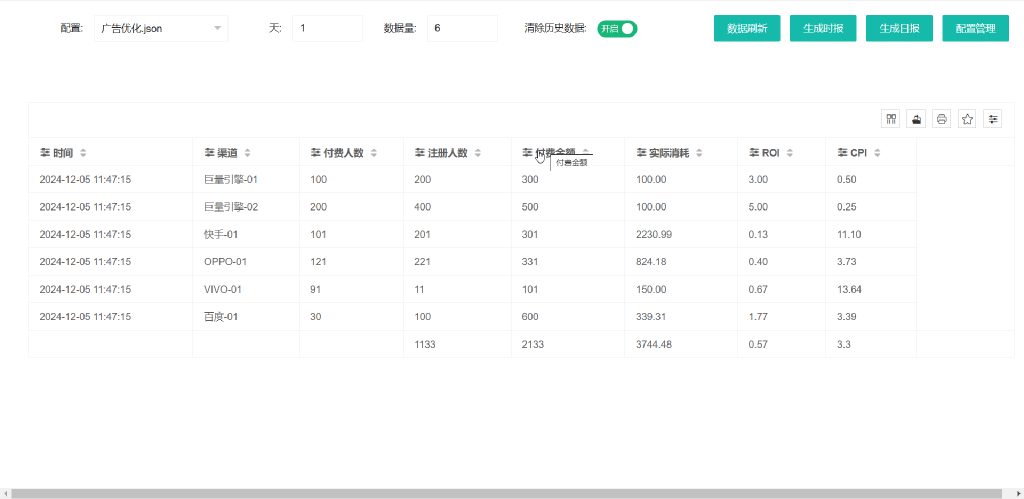 配置: 广告优化.json 天: 1 数据量: 6 清除历史数据: 开启 数据刷新 生成时报 生成日报 配置管理
时间 渠道 付费人数 注册人数 付费金额 实际消耗 ROI CPI
付费金额
2024-12-05 11:47:15 巨量引擎-01 100 200 300 100.00 3.00 0.50
2024-12-05 11:47:15 巨量引擎-02 200 400 500 100.00 5.00 0.25
2024-12-05 11:47:15 快手-01 101 201 301 2230.99 0.13 11.10
2024-12-05 11:47:15 OPPO-01 121 221 331 824.18 0.40 3.73
2024-12-05 11:47:15 VIVO-01 91 11 101 150.00 0.67 13.64
2024-12-05 11:47:15 百度-01 30 100 600 339.31 1.77 3.39
1133 2133 3744.48 0.57 3.3